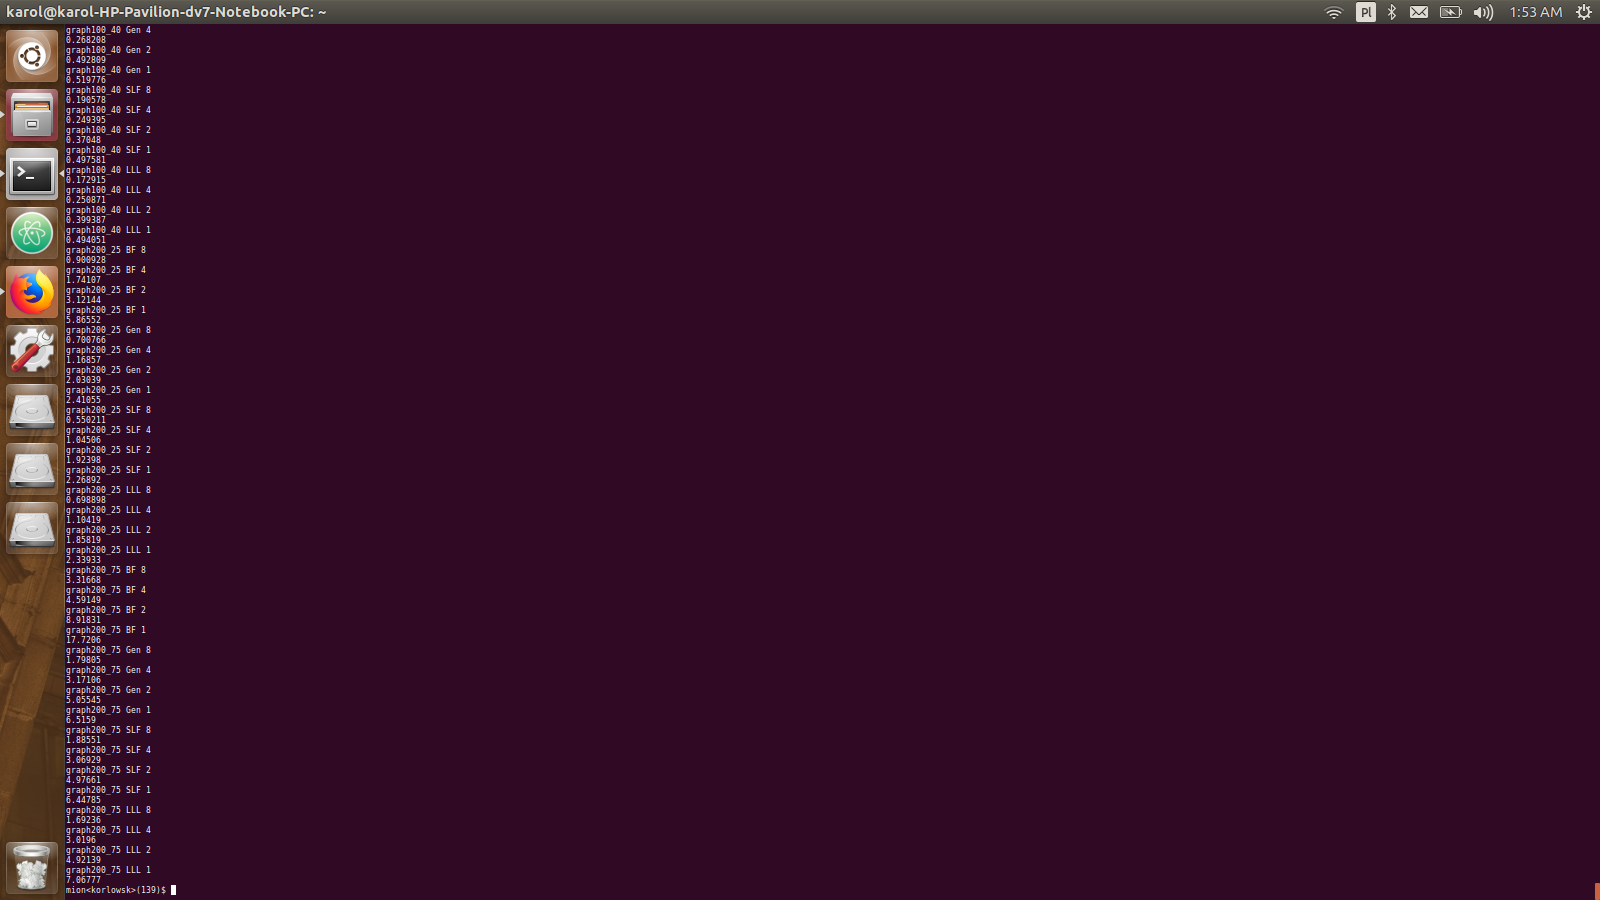 karol@karol-HP-Pavilion-dv7-Notebook-PC: ~
Pl
1:53 AM
graph100_40 Gen 4
0.268208
graph100_40 Gen 2
0.492809
graph100_40 Gen 1
0.519776
graph100_40 SLF 8
0.190578
graph100_40 SLF 4
0.249395
graph100_40 SLF 2
0.37048
graph100_40 SLF 1
0.497581
graph100_40 LLL 8
0.172915
graph100_40 LLL 4
0.250871
graph100_40 LLL 2
0.399387
graph100_40 LLL 1
0.494051
graph200_25 BF 8
0.900928
graph200_25 BF 4
1.74107
graph200_25 BF 2
3.12144
graph200_25 BF 1
5.86552
graph200_25 Gen 8
0.700766
graph200_25 Gen 4
1.16857
graph200_25 Gen 2
2.03039
graph200_25 Gen 1
2.41055
graph200_25 SLF 8
0.550211
graph200_25 SLF 4
1.04506
graph200_25 SLF 2
1.92398
graph200_25 SLF 1
2.26892
graph200_25 LLL 8
0.698898
graph200_25 LLL 4
1.10419
graph200_25 LLL 2
1.85819
graph200_25 LLL 1
2.33933
graph200_75 BF 8
3.31668
graph200_75 BF 4
4.59149
graph200_75 BF 2
8.91831
graph200_75 BF 1
17.7206
graph200_75 Gen 8
1.79805
graph200_75 Gen 4
3.17106
graph200_75 Gen 2
5.05545
graph200_75 Gen 1
6.5159
graph200_75 SLF 8
1.88551
graph200_75 SLF 4
3.06929
graph200_75 SLF 2
4.97661
graph200_75 SLF 1
6.44785
graph200_75 LLL 8
1.69236
graph200_75 LLL 4
3.0196
graph200_75 LLL 2
4.92139
graph200_75 LLL 1
7.06777
mion<korlowsk>(139)$